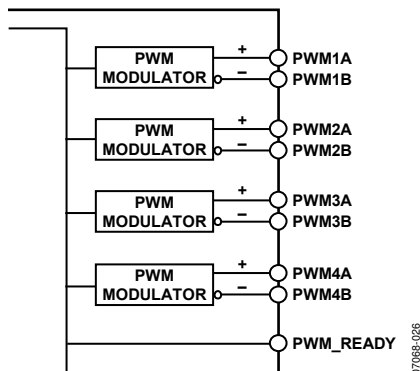 PWM
MODULATOR
+
−
PWM1A
PWM1B
PWM
MODULATOR
+
−
PWM2A
PWM2B
PWM
MODULATOR
+
−
PWM3A
PWM3B
PWM
MODULATOR
+
−
PWM4A
PWM4B
PWM_READY
07068-026